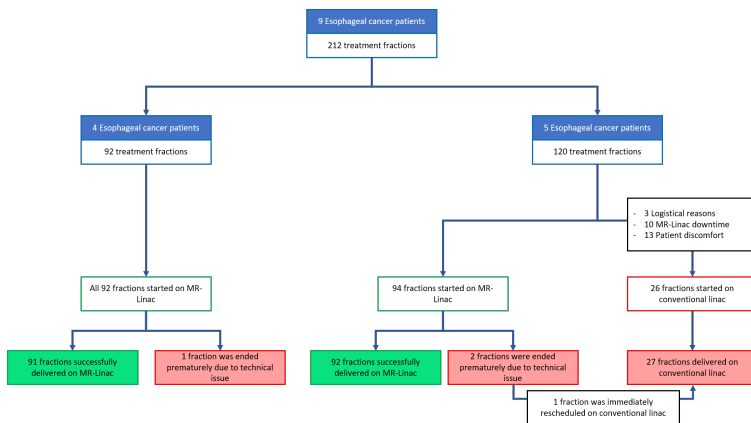 9 Esophageal cancer patients
212 treatment fractions
4 Esophageal cancer patients
92 treatment fractions
5 Esophageal cancer patients
120 treatment fractions
- 3 Logistical reasons
- 10 MR-Linac downtime
- 13 Patient discomfort
All 92 fractions started on MR-
Linac
94 fractions started on MR-
Linac
26 fractions started on
conventional linac
91 fractions successfully
delivered on MR-Linac
1 fraction was ended
prematurely due to technical
issue
92 fractions successfully
delivered on MR-Linac
2 fractions were ended
prematurely due to technical
issue
27 fractions delivered on
conventional linac
1 fraction was immediately
rescheduled on conventional linac